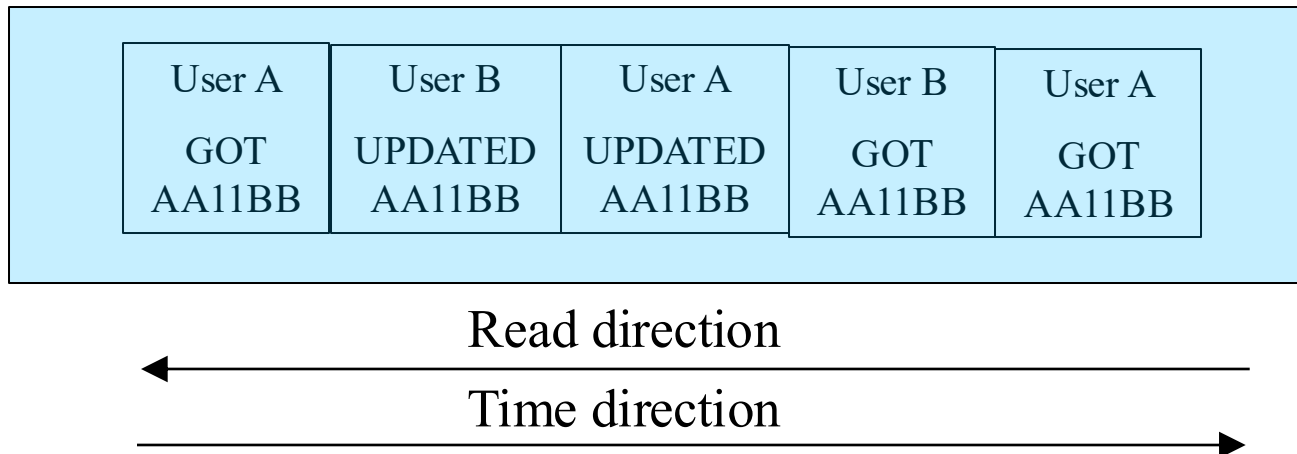 User A
GOT
AA11BB
User B
UPDATED
AA11BB
User A
UPDATED
AA11BB
User B
GOT
AA11BB
User A
GOT
AA11BB
Read direction
Time direction